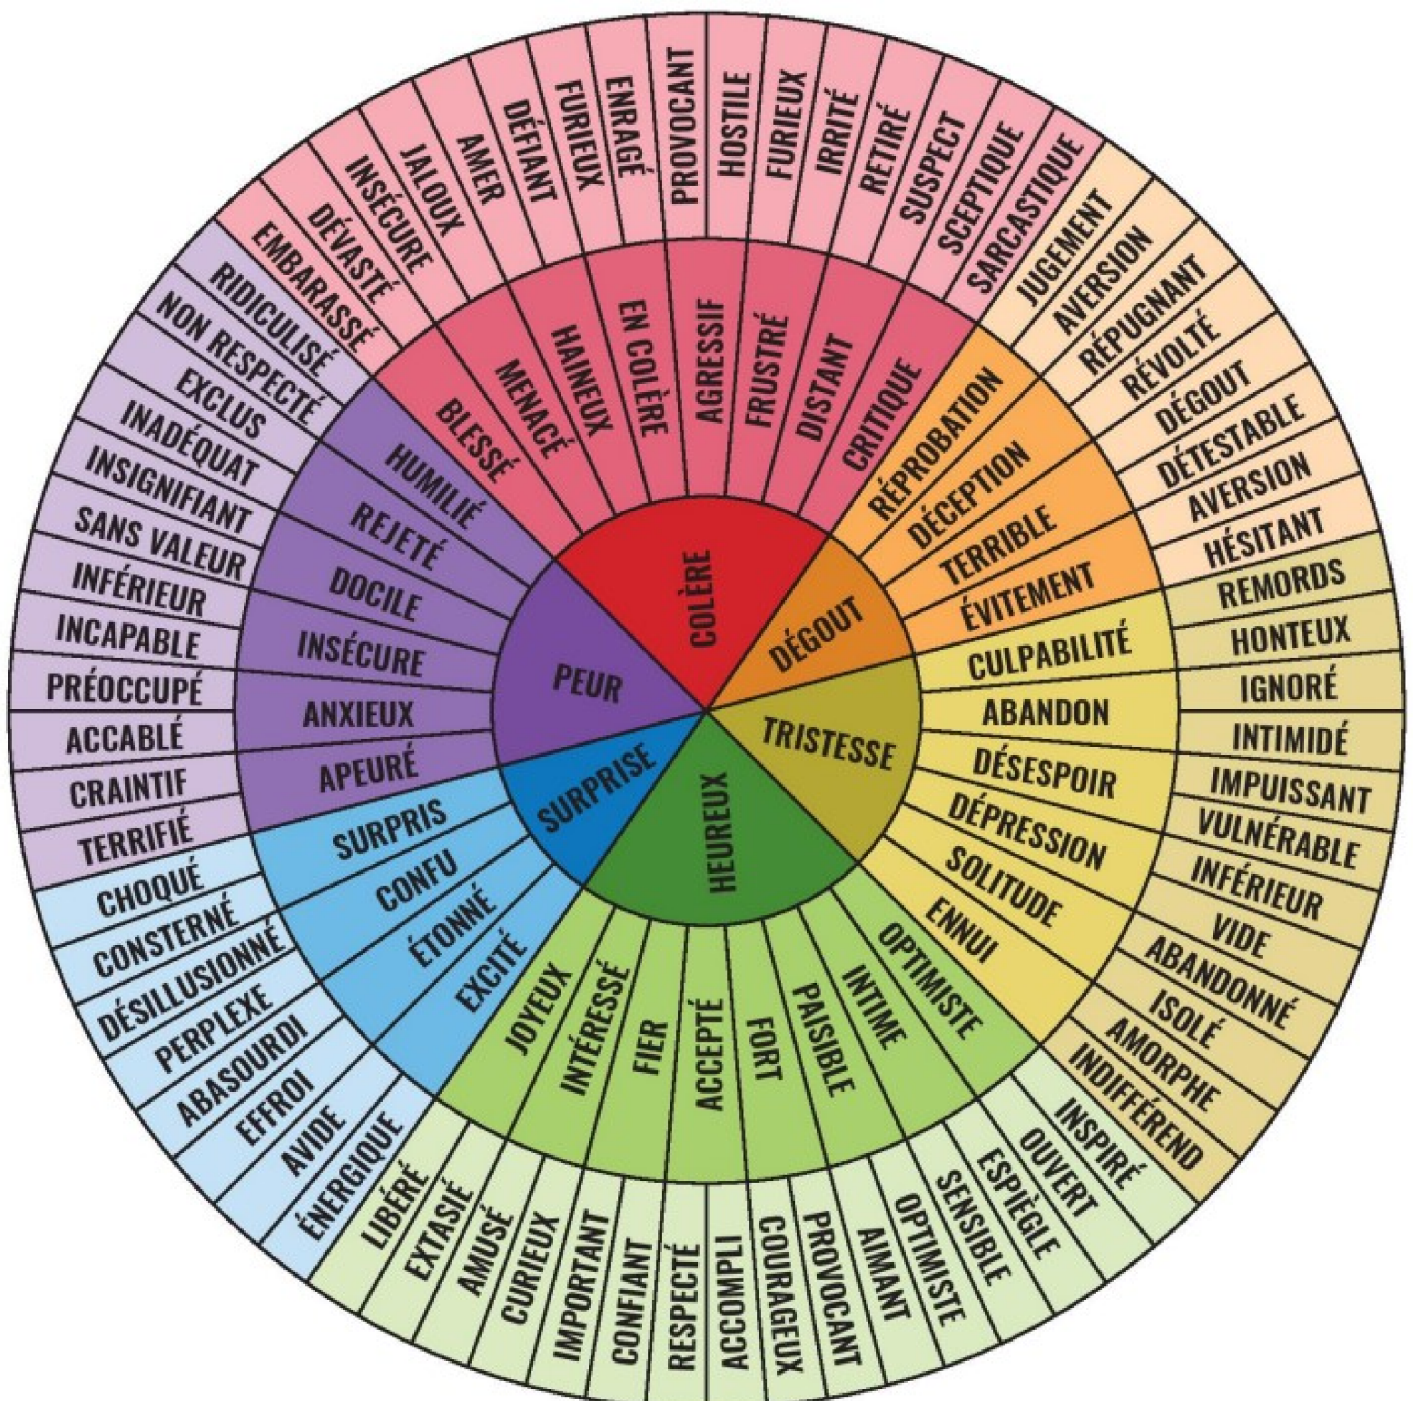 COLÈRE
DÉGOUT
TRISTESSE
HEUREUX
SURPRISE
PEUR
BLESSÉ
MENACÉ
HAINEUX
EN COLÈRE
AGRESSIF
FRUSTRÉ
DISTANT
CRITIQUE
RÉPROBATION
DÉCEPTION
TERRIBLE
ÉVITEMENT
CULPABILITÉ
ABANDON
DÉSESPOIR
DÉPRESSION
SOLITUDE
ENNUI
OPTIMISTE
INTIME
PAISIBLE
FORT
ACCEPTÉ
FIER
INTÉRESSÉ
JOYEUX
EXCITÉ
ÉTONNÉ
CONFU
SURPRIS
APEURÉ
ANXIEUX
INSÉCURE
DOCILE
REJETÉ
HUMILIÉ
EMBARASSÉ
DÉVASTÉ
INSÉCURE
JALOUX
AMER
DÉFIANT
FURIEUX
ENRAGÉ
PROVOCANT
HOSTILE
FURIEUX
IRRITÉ
RETIRÉ
SUSPECT
SCEPTIQUE
SARCASTIQUE
JUGEMENT
AVERSION
RÉPUGNANT
RÉVOLTÉ
DÉGOUT
DÉTESTABLE
AVERSION
HÉSITANT
REMORDS
HONTEUX
IGNORÉ
INTIMIDÉ
IMPUISSANT
VULNÉRABLE
INFÉRIEUR
VIDE
ABANDONNÉ
ISOLÉ
AMORPHE
INDIFFÉREND
INSPIRÉ
OUVERT
ESPIÈGLE
SENSIBLE
OPTIMISTE
AIMANT
PROVOCANT
COURAGEUX
ACCOMPLI
RESPECTÉ
CONFIANT
IMPORTANT
CURIEUX
AMUSÉ
EXTASIÉ
LIBÉRÉ
ÉNERGIQUE
AVIDE
EFFROI
ABASOURDI
PERPLEXE
DÉSILLUSIONNÉ
CONSTERNÉ
CHOQUÉ
TERRIFIÉ
CRAINTIF
ACCABLÉ
PRÉOCCUPÉ
INCAPABLE
INFÉRIEUR
SANS VALEUR
INSIGNIFIANT
INADÉQUAT
EXCLUS
NON RESPECTÉ
RIDICULISÉ